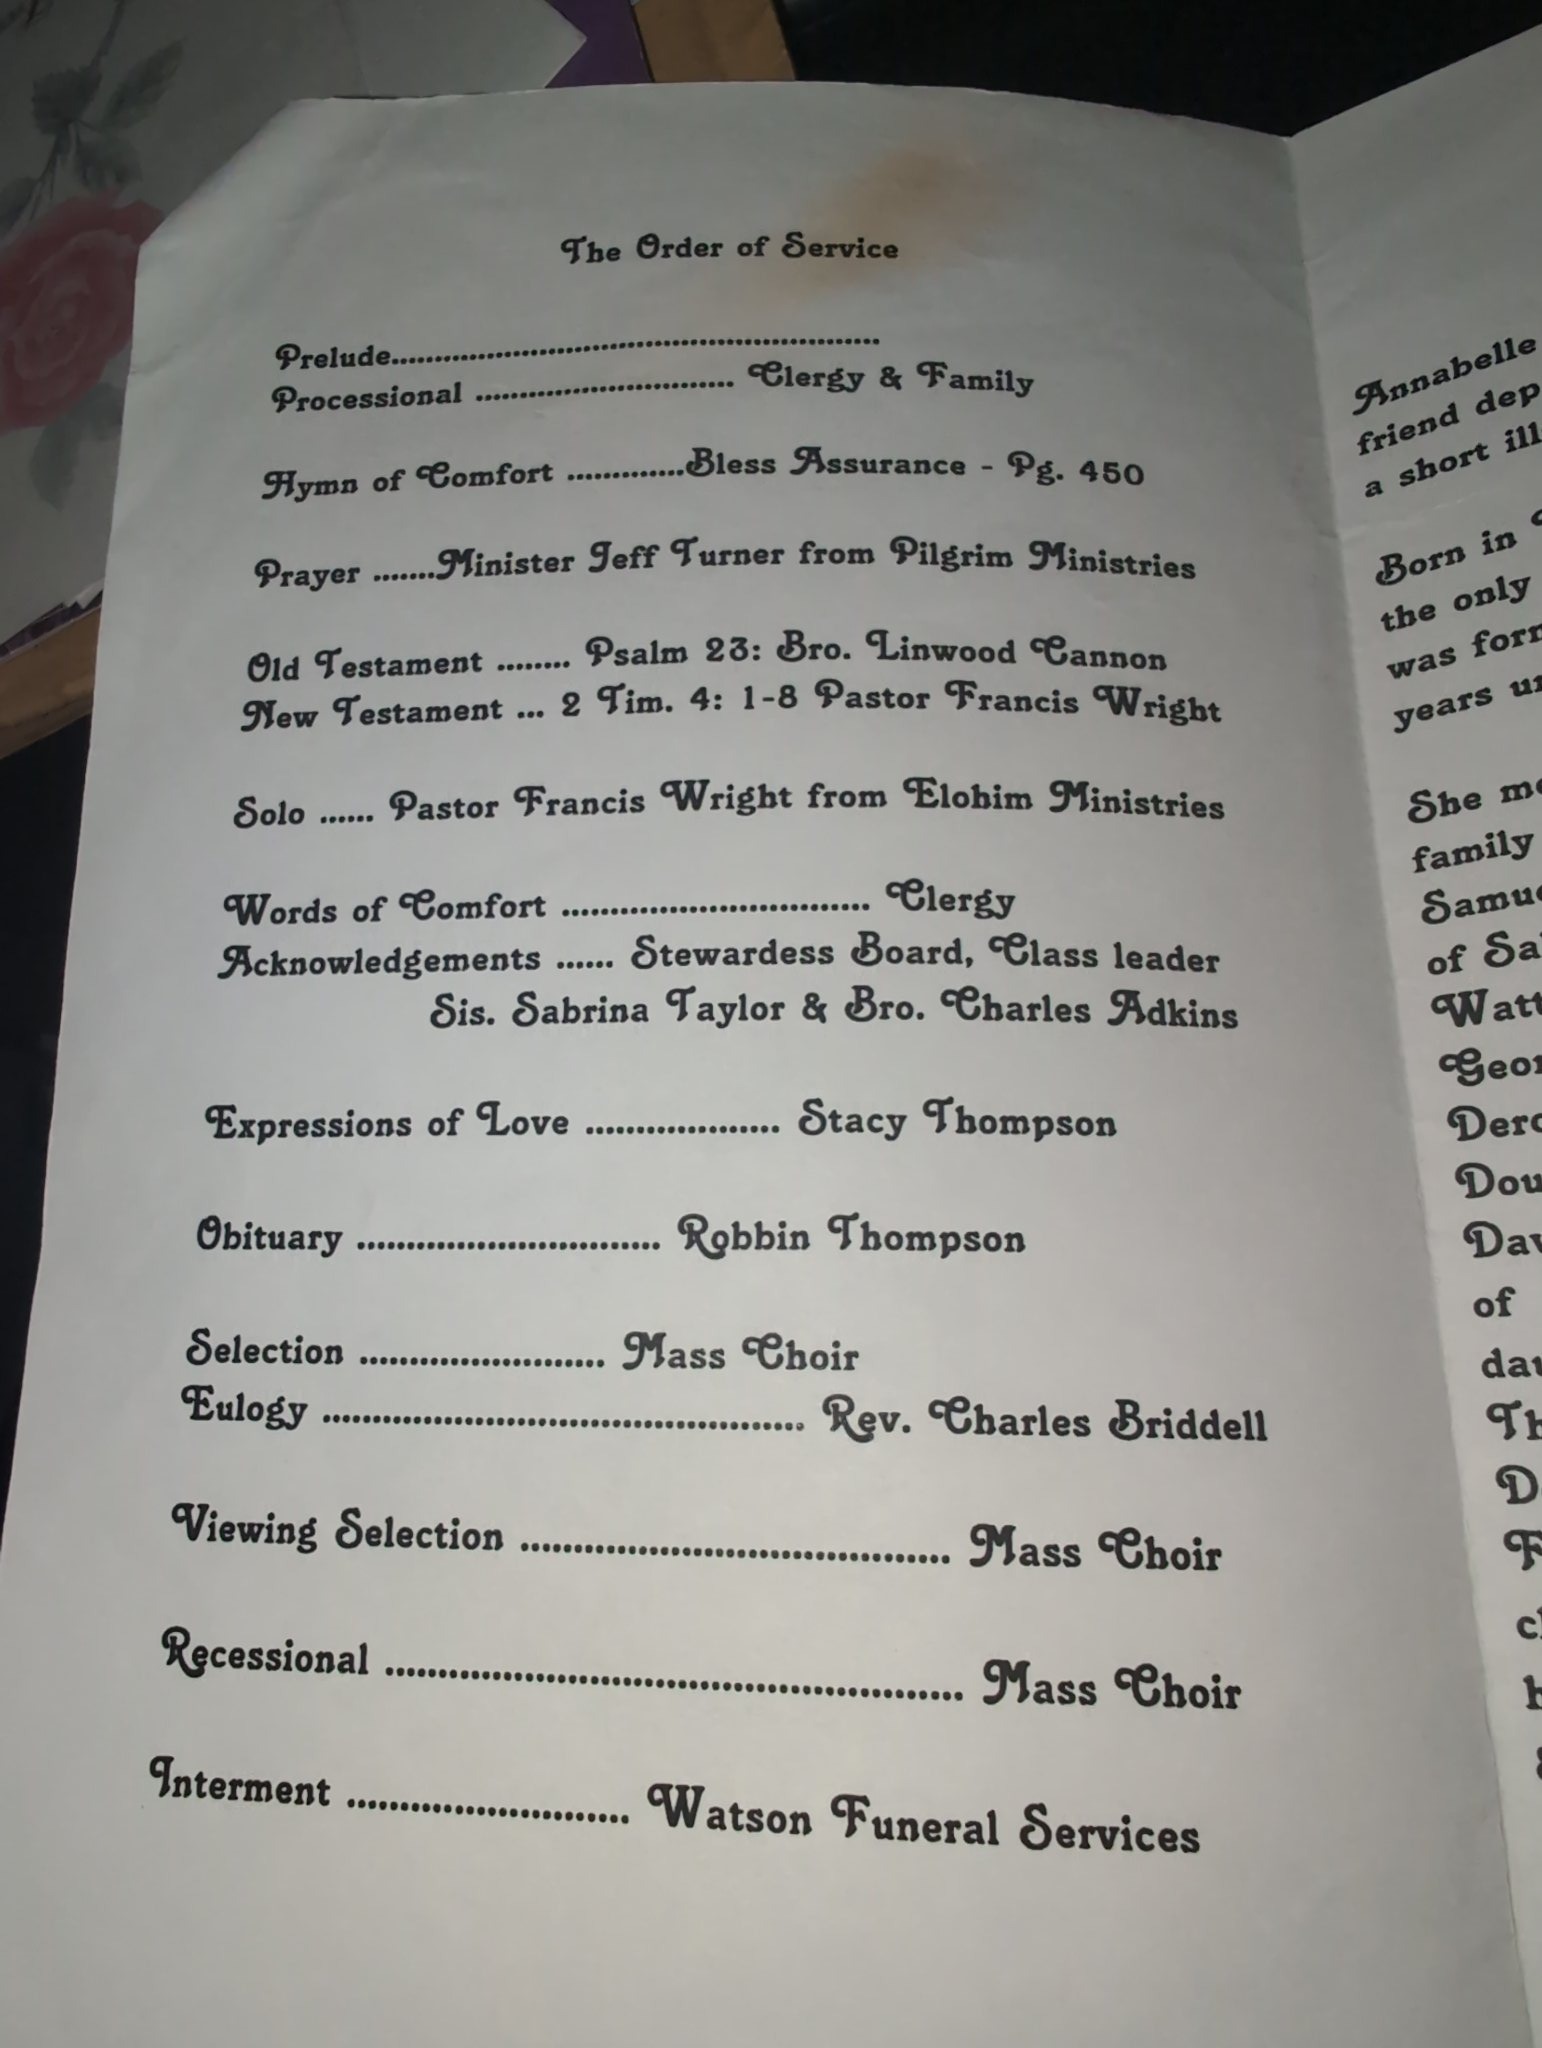 The Order of Service
Prelude............................................................
Processional ................................ Clergy & Family
Hymn of Comfort .............Bless Assurance - Pg. 450
Prayer .......Minister Jeff Turner from Pilgrim Ministries
Old Testament ........ Psalm 23: Bro. Linwood Cannon
New Testament ... 2 Tim. 4: 1-8 Pastor Francis Wright
Solo ...... Pastor Francis Wright from Elohim Ministries
Words of Comfort ................................ Clergy
Acknowledgements ...... Stewardess Board, Class leader
Sis. Sabrina Taylor & Bro. Charles Adkins
Expressions of Love .................... Stacy Thompson
Obituary ............................... Robbin Thompson
Selection ......................... Mass Choir
Eulogy ................................................ Rev. Charles Briddell
Viewing Selection ......................................... Mass Choir
Recessional ....................................................... Mass Choir
Interment ........................... Watson Funeral Services
Annabelle
friend
a short
Born in
the only
was
years
She
family
of
of